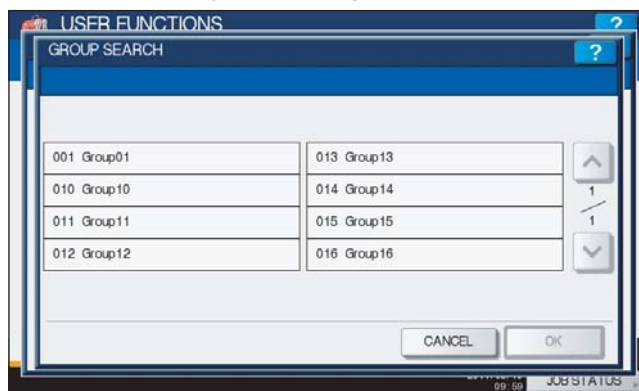 USER FUNCTIONS
?
GROUP SEARCH
?
001 Group01
013 Group13
010 Group10
014 Group14
1
011 Group11
015 Group15
1
012 Group12
016 Group16
CANCEL
OK
09:59
JOB STATUS